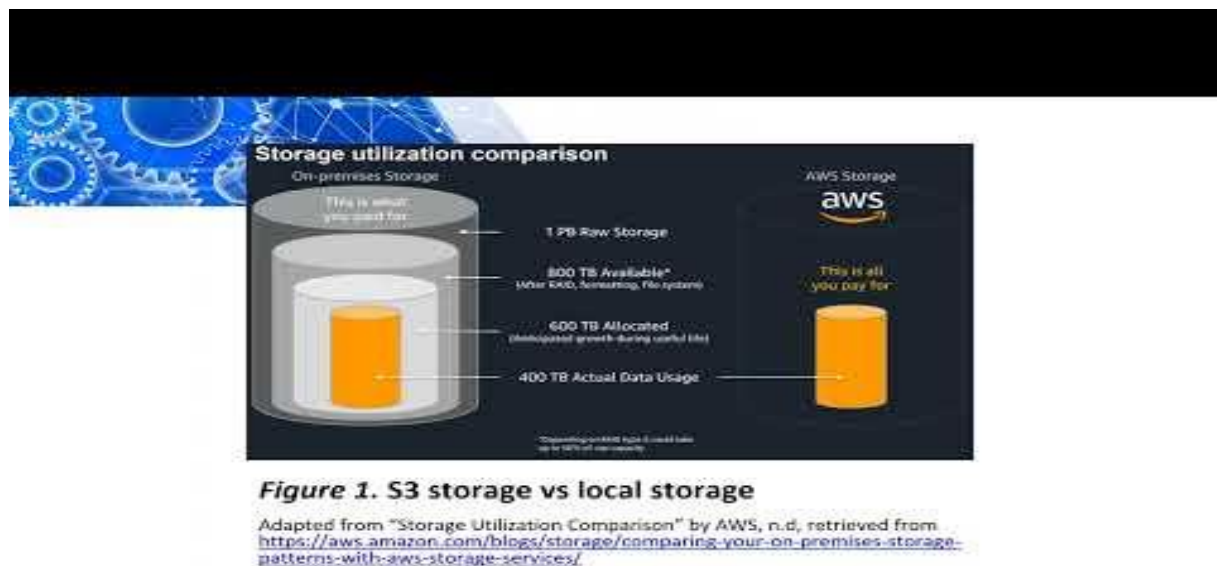 Storage utilization comparison
On-premises Storage
AWS Storage
This is what
you paid for
aws
1 PB Raw Storage
800 TB Available*
(After RAID, formatting, File system)
This is all
you pay for
600 TB Allocated
(Anticipated growth during useful life)
400 TB Actual Data Usage
*Depending on RAID type it could take
up to 50% of raw capacity
Figure 1. S3 storage vs local storage
Adapted from "Storage Utilization Comparison" by AWS, n.d, retrieved from
https://aws.amazon.com/blogs/storage/comparing-your-on-premises-storage-
patterns-with-aws-storage-services/